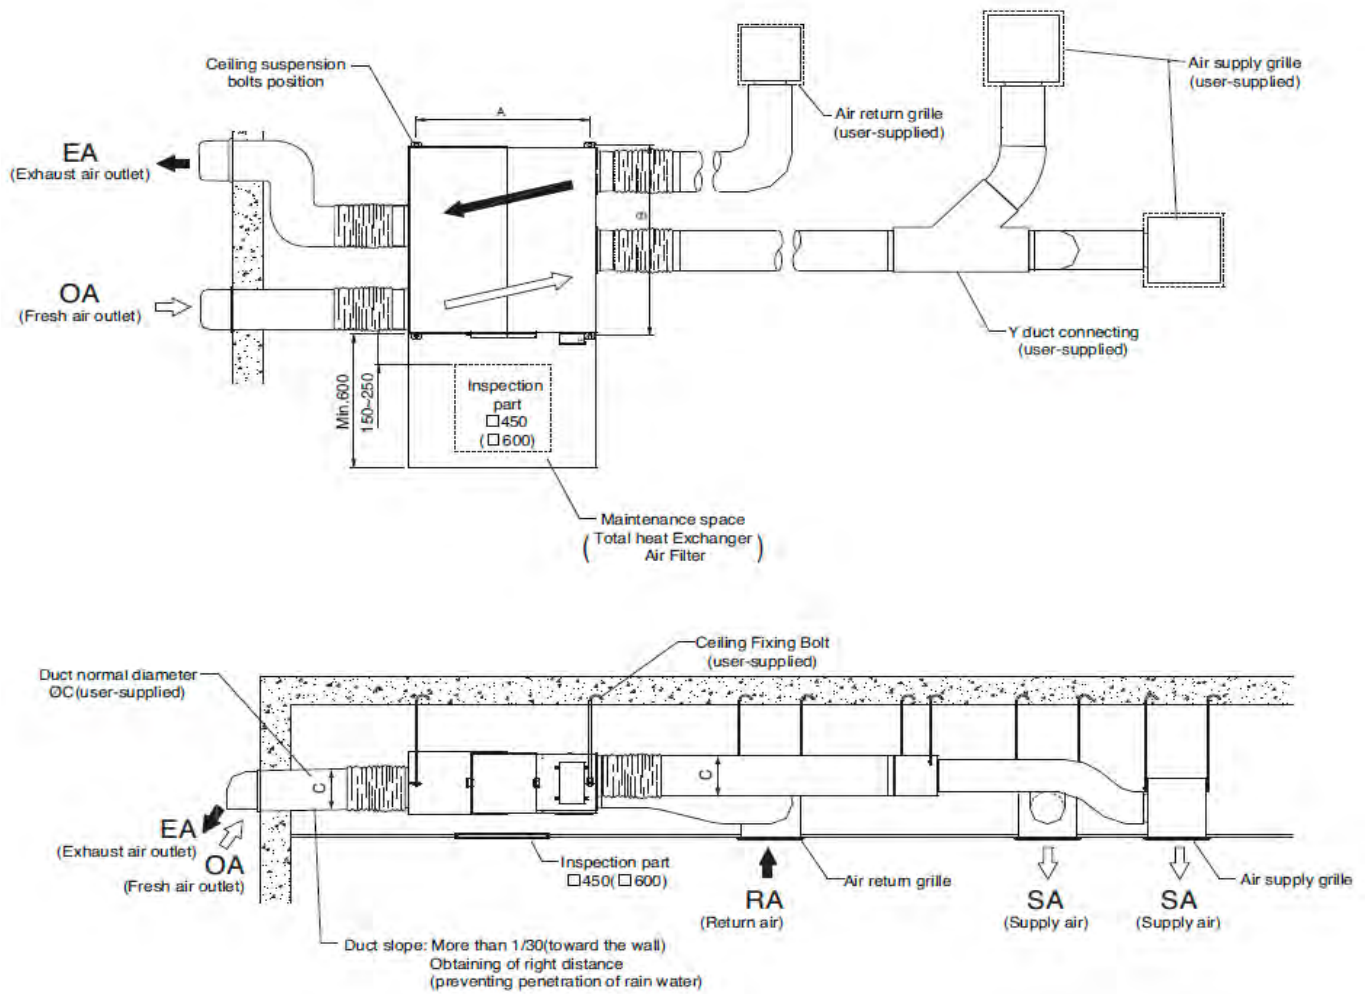 Ceiling suspension
bolts position
A
Air return grille
(user-supplied)
Air supply grille
(user-supplied)
EA
(Exhaust air outlet)
OA
(Fresh air outlet)
Y duct connecting
(user-supplied)
Min.600
150~250
Inspection
part
□450
(□600)
Maintenance space
(Total heat Exchanger
Air Filter)
Ceiling Fixing Bolt
(user-supplied)
Duct normal diameter
ØC(user-supplied)
C
C
EA
(Exhaust air outlet)
OA
(Fresh air outlet)
Inspection part
□450(□600)
RA
(Return air)
Air return grille
SA
(Supply air)
SA
(Supply air)
Air supply grille
Duct slope: More than 1/30(toward the wall)
Obtaining of right distance
(preventing penetration of rain water)